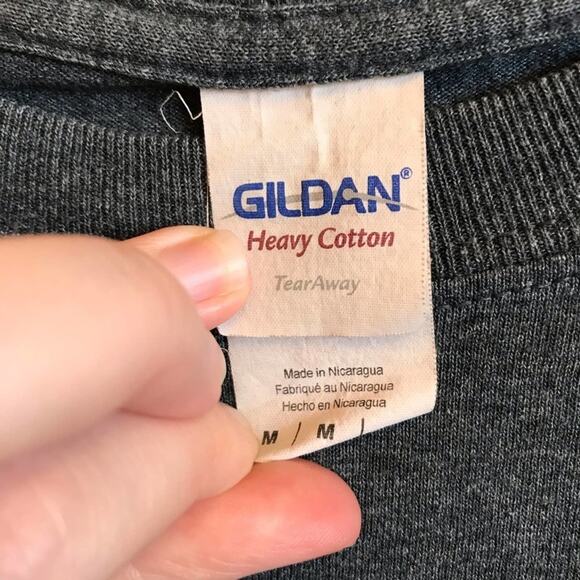 GILDAN®
Heavy Cotton
TearAway
Made in Nicaragua
Fabriqué au Nicaragua
Hecho en Nicaragua
M / M /